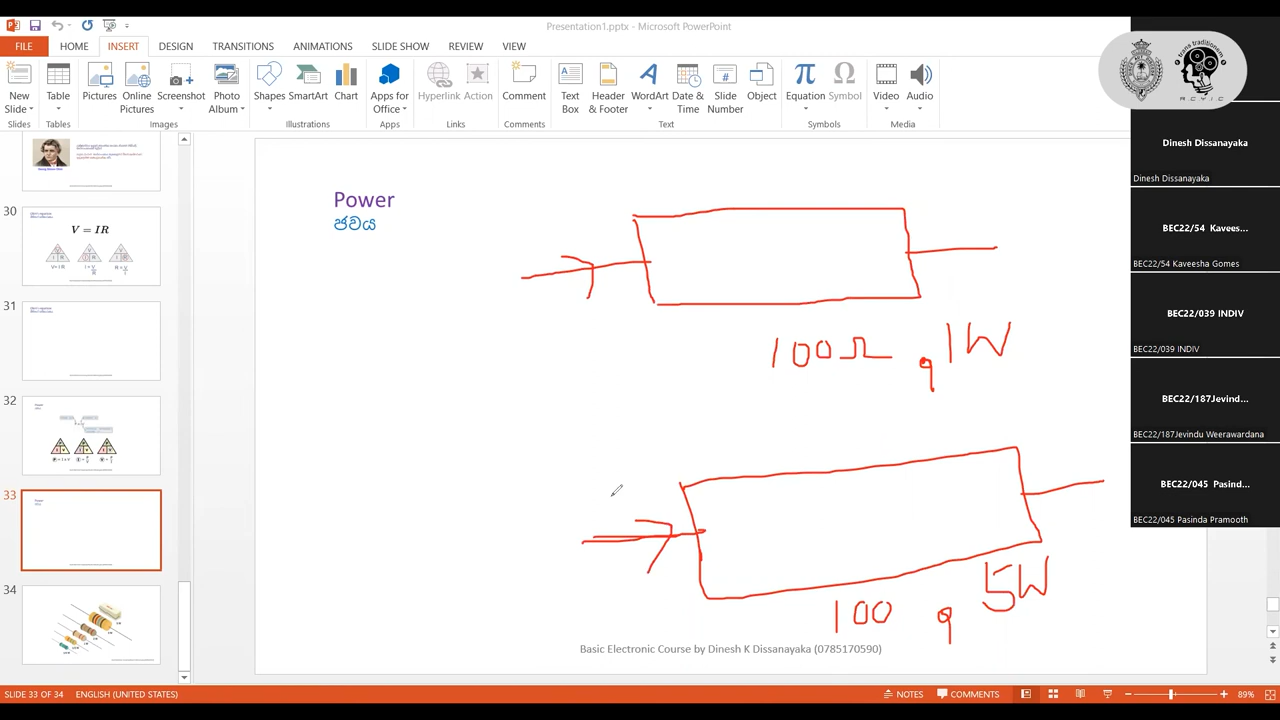 Presentation1.pptx - Microsoft PowerPoint
FILE HOME INSERT DESIGN TRANSITIONS ANIMATIONS SLIDE SHOW REVIEW VIEW
New Slide
Table
Pictures
Online Pictures
Screenshot
Photo Album
Shapes
SmartArt
Chart
Apps for Office
Hyperlink
Action
Comment
Text Box
Header & Footer
WordArt
Date & Time
Slide Number
Object
Equation
Symbol
Video
Audio
Slides Tables Images Illustrations Apps Links Comments Text Symbols Media
30
V = IR
31
32
Power
33
Power
34
Power
ජවය
100Ω , 1W
100 , 5W
Basic Electronic Course by Dinesh K Dissanayaka (0785170590)
RCYIC
Dinesh Dissanayaka
Dinesh Dissanayaka
BEC22/54 Kavees...
BEC22/54 Kaveesha Gomes
BEC22/039 INDIV
BEC22/039 INDIV
BEC22/187Jevind...
BEC22/187Jevindu Weerawardana
BEC22/045 Pasind...
BEC22/045 Pasinda Pramooth
SLIDE 33 OF 34 ENGLISH (UNITED STATES) NOTES COMMENTS 89%